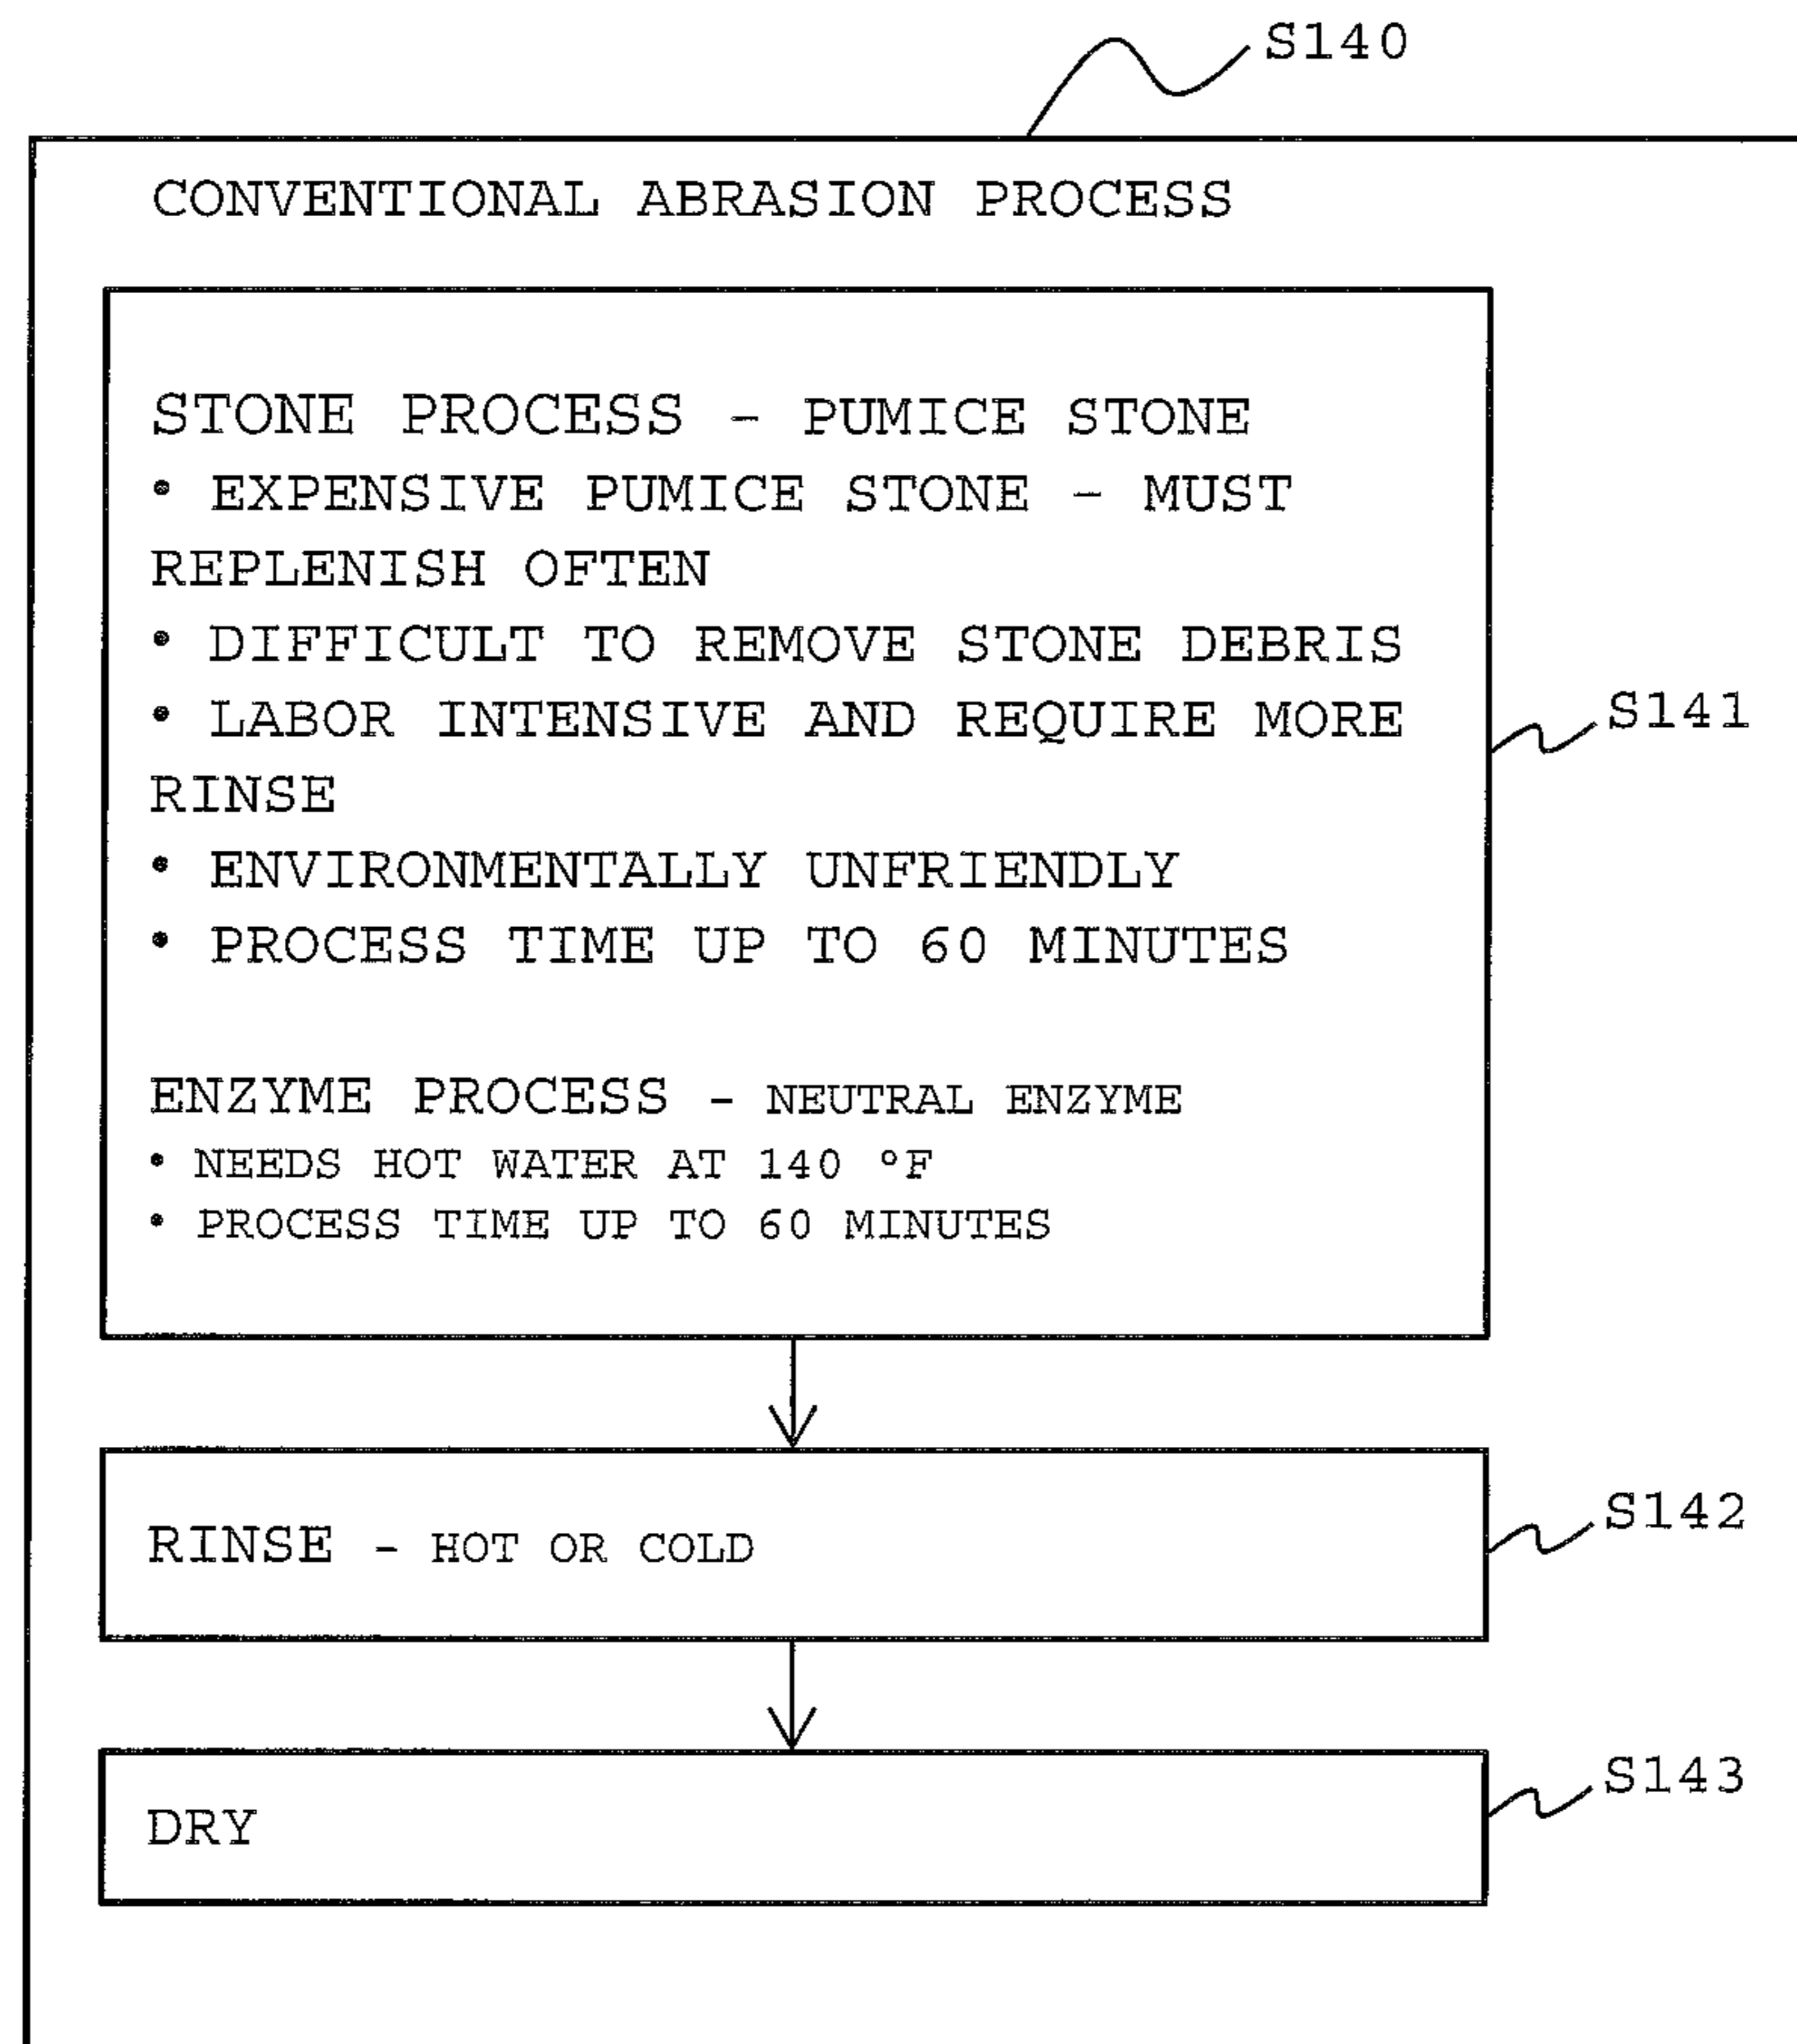 S140
CONVENTIONAL ABRASION PROCESS
STONE PROCESS - PUMICE STONE
• EXPENSIVE PUMICE STONE - MUST
REPLENISH OFTEN
• DIFFICULT TO REMOVE STONE DEBRIS
• LABOR INTENSIVE AND REQUIRE MORE
RINSE
• ENVIRONMENTALLY UNFRIENDLY
• PROCESS TIME UP TO 60 MINUTES
S141
ENZYME PROCESS - NEUTRAL ENZYME
• NEEDS HOT WATER AT 140 °F
• PROCESS TIME UP TO 60 MINUTES
RINSE - HOT OR COLD
S142
DRY
S143